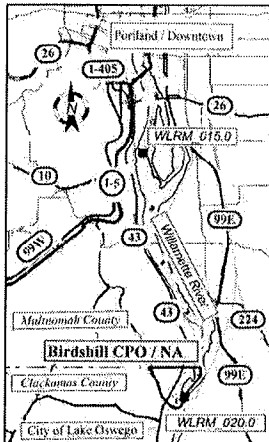 Portland / Downtown
26
I-405
26
WLRM 015.0
10
I-5
99E
99W
43
Willamette River
Multnomah County
43
224
Birdshill CPO / NA
Clackamas County
99E
City of Lake Oswego
WLRM 020.0